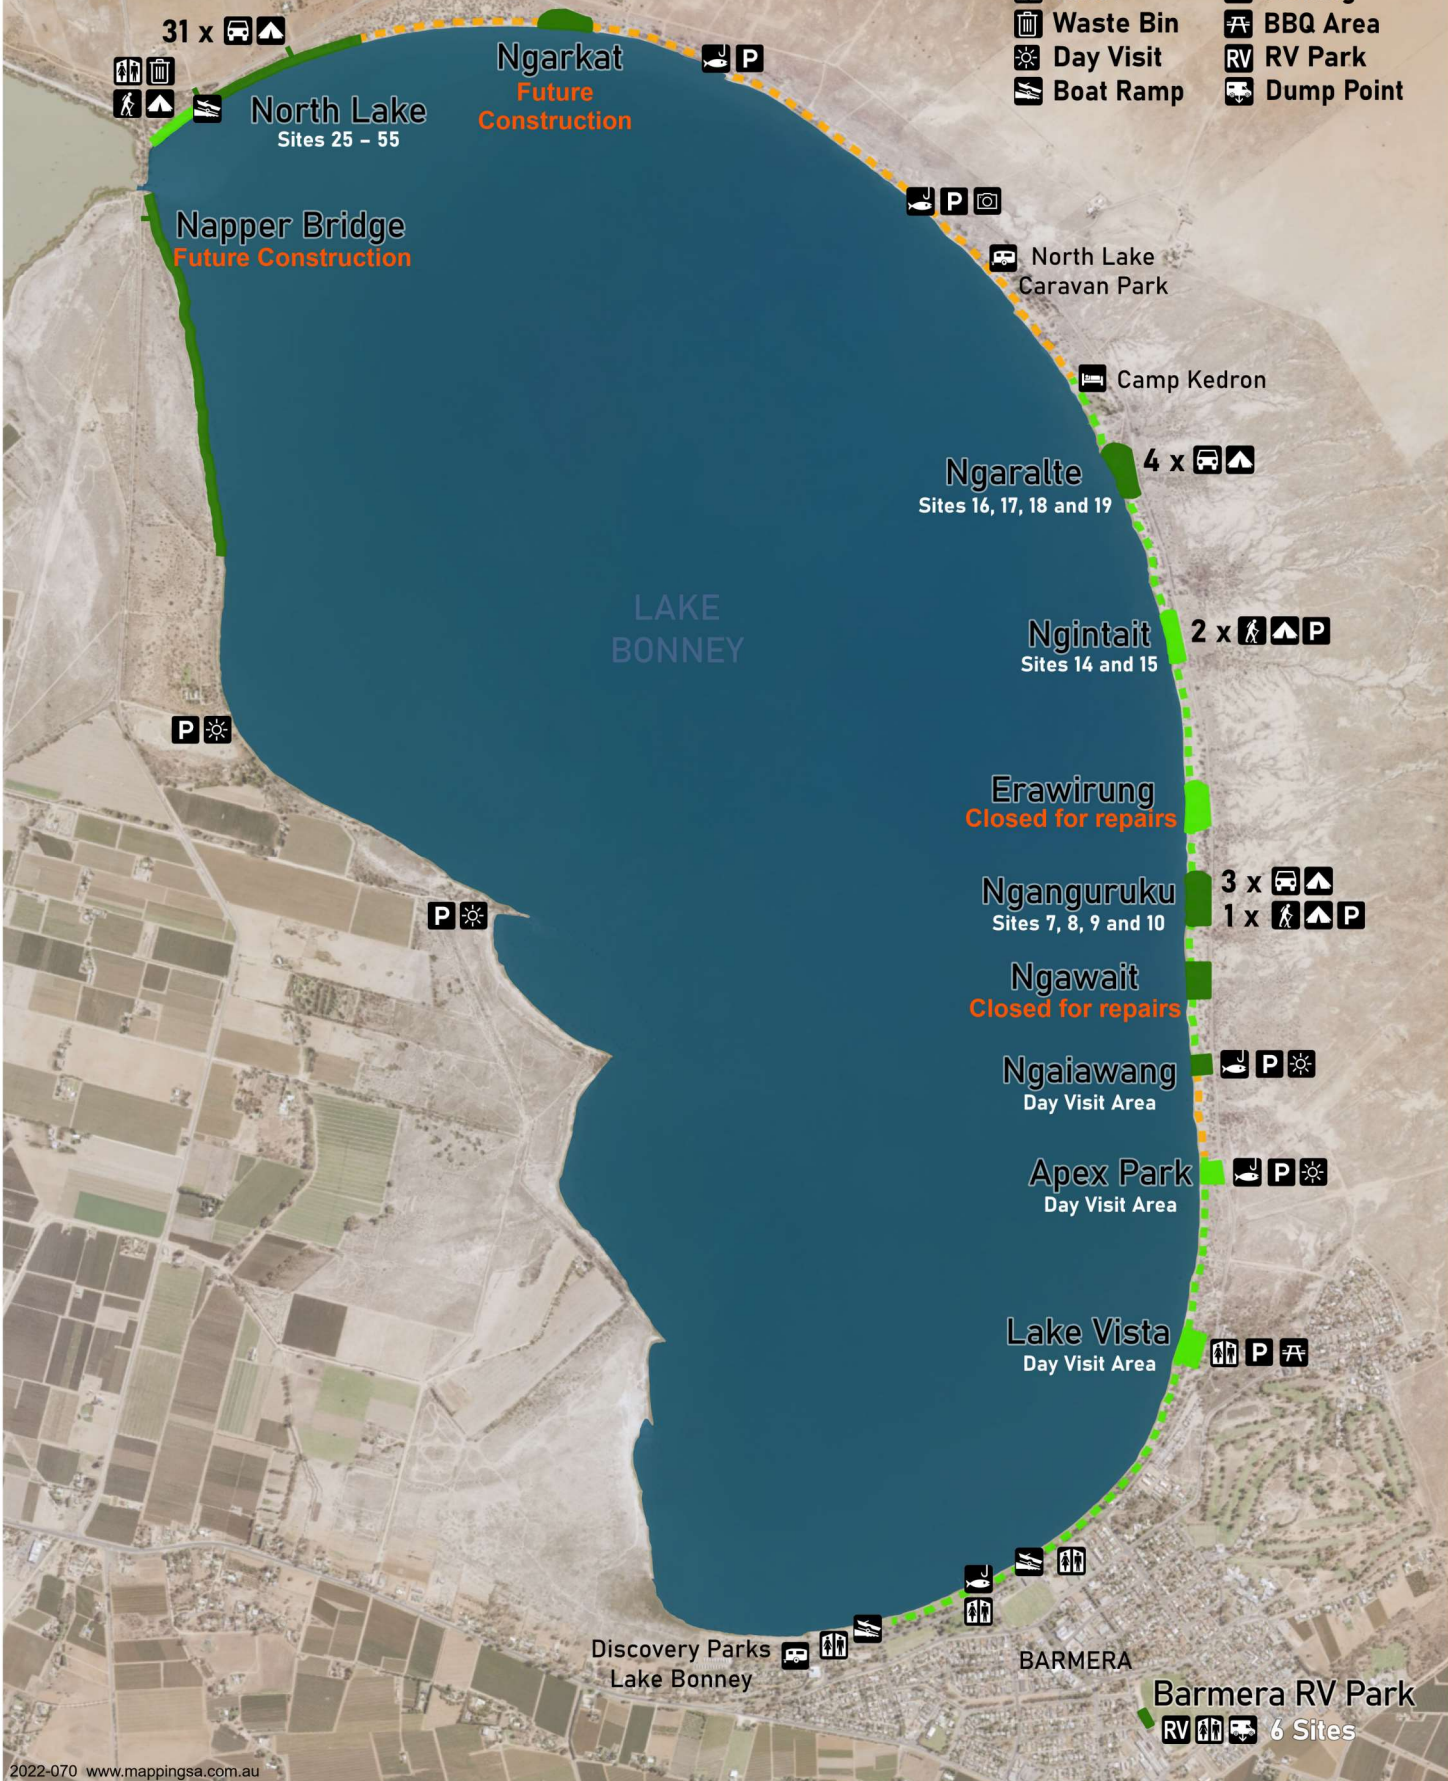 31 x
Waste Bin
BBQ Area
Day Visit
RV
RV Park
Boat Ramp
Dump Point
North Lake
Sites 25 – 55
Ngarkat
Future
Construction
P
Napper Bridge
Future Construction
P
North Lake
Caravan Park
Camp Kedron
Ngaralte
Sites 16, 17, 18 and 19
4 x
LAKE
BONNEY
Ngintait
Sites 14 and 15
2 x
P
P
Erawirung
Closed for repairs
Nganguruku
Sites 7, 8, 9 and 10
3 x
1 x
P
P
Ngawait
Closed for repairs
Ngaiawang
Day Visit Area
P
Apex Park
Day Visit Area
P
Lake Vista
Day Visit Area
P
Discovery Parks
Lake Bonney
BARMERA
Barmera RV Park
RV
6 Sites
2022-070 www.mappingsa.com.au